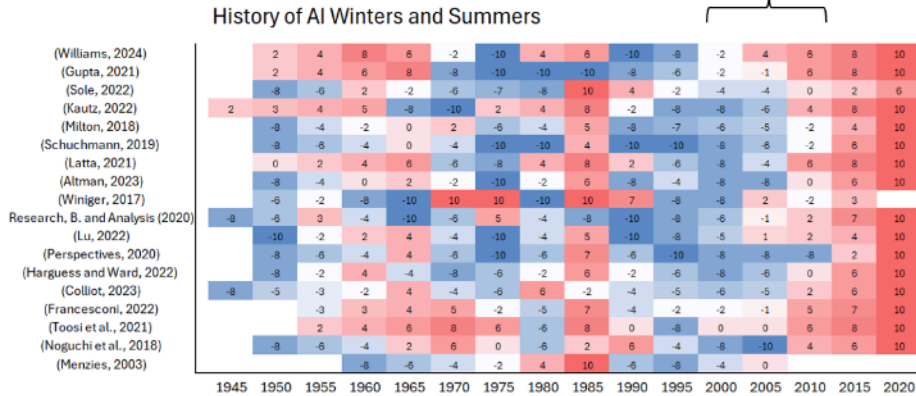 History of AI Winters and Summers
(Williams, 2024) 2 4 8 6 -2 -10 4 6 -10 -8 -2 4 6 8 10
(Gupta, 2021) 2 4 6 8 -8 -10 -10 -10 -8 -6 -2 -1 6 8 10
(Sole, 2022) -8 -6 2 -2 -6 -7 -8 10 4 -2 -4 -4 0 2 6
(Kautz, 2022) 2 3 4 5 -8 -10 2 4 8 -2 -8 -8 -6 4 8 10
(Milton, 2018) -8 -4 -2 0 2 -6 -4 5 -8 -7 -6 -5 -2 4 10
(Schuchmann, 2019) -8 -6 -4 0 -4 -10 -10 4 -10 -10 -8 -6 -2 6 10
(Latta, 2021) 0 2 4 6 -6 -8 4 8 2 -6 -8 -4 6 8 10
(Altman, 2023) -8 -4 0 2 -2 -10 -2 6 -8 -4 -8 -8 0 6 10
(Winiger, 2017) -6 -2 -8 -10 10 10 -10 10 7 -8 -8 2 -2 3
Research, B. and Analysis (2020) -8 -6 3 -4 -10 -6 5 -4 -8 -10 -8 -6 -1 2 7 10
(Lu, 2022) -10 -2 2 4 -4 -10 -4 5 -10 -8 -5 1 2 4 10
(Perspectives, 2020) -8 -6 -4 4 -6 -10 -6 7 -6 -10 -8 -8 -8 2 10
(Harguess and Ward, 2022) -8 -2 4 -4 -8 -6 -2 6 -2 -6 -8 -6 0 6 10
(Colliot, 2023) -8 -5 -3 -2 4 -4 -6 6 -2 -4 -5 -6 -5 4 8 10
(Francesconi, 2022) -3 3 4 5 -2 -5 7 -4 -2 -2 -1 5 7 10
(Toosi et al., 2021) 2 4 6 8 6 -6 8 0 -8 0 0 6 8 10
(Noguchi et al., 2018) -8 -6 -4 2 6 0 -6 2 6 -4 -8 -10 4 6 10
(Menzies, 2003) -8 -6 -4 -2 4 10 -6 -8 -4 0
1945 1950 1955 1960 1965 1970 1975 1980 1985 1990 1995 2000 2005 2010 2015 2020